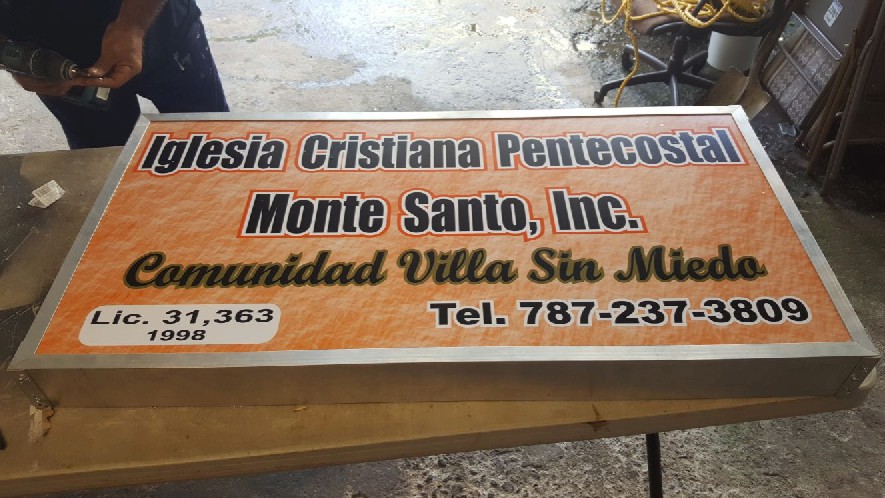 Iglesia Cristiana Pentecostal
Monte Santo, Inc.
Comunidad Villa Sin Miedo
Lic. 31,363
1998
Tel. 787-237-3809